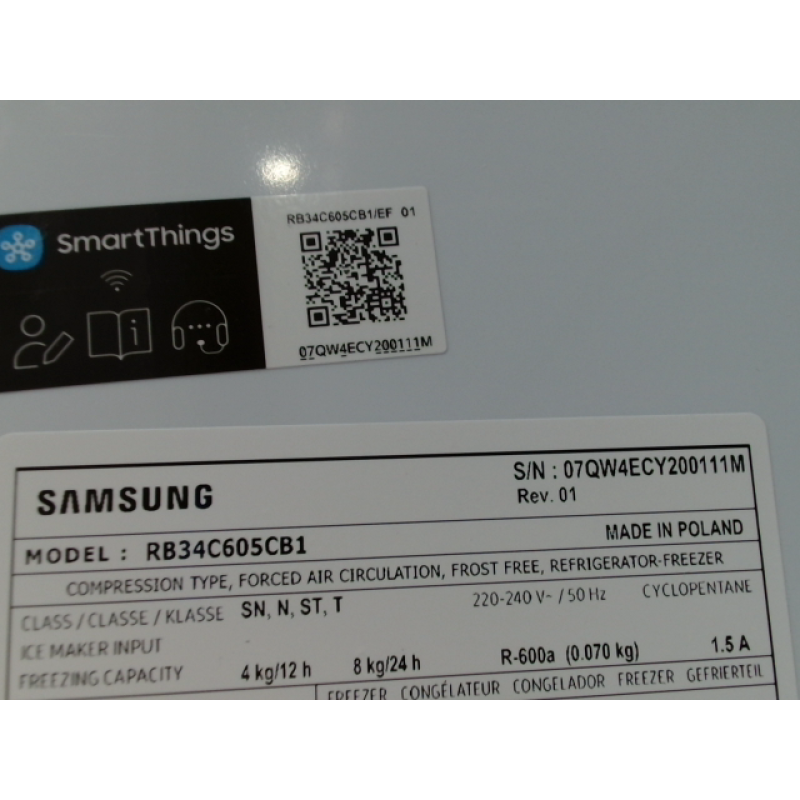 SmartThings
RB34C605CB1/EF 01
i
07QW4ECY200111M
SAMSUNG
S/N : 07QW4ECY200111M
Rev. 01
MODEL : RB34C605CB1
MADE IN POLAND
COMPRESSION TYPE, FORCED AIR CIRCULATION, FROST FREE, REFRIGERATOR-FREEZER
CLASS / CLASSE / KLASSE SN, N, ST, T 220-240 V~ / 50 Hz CYCLOPENTANE
ICE MAKER INPUT
FREEZING CAPACITY 4 kg/12 h 8 kg/24 h R-600a (0.070 kg) 1.5 A
FREEZER CONGÉLATEUR CONGELADOR FREEZER GEFRIERTEIL